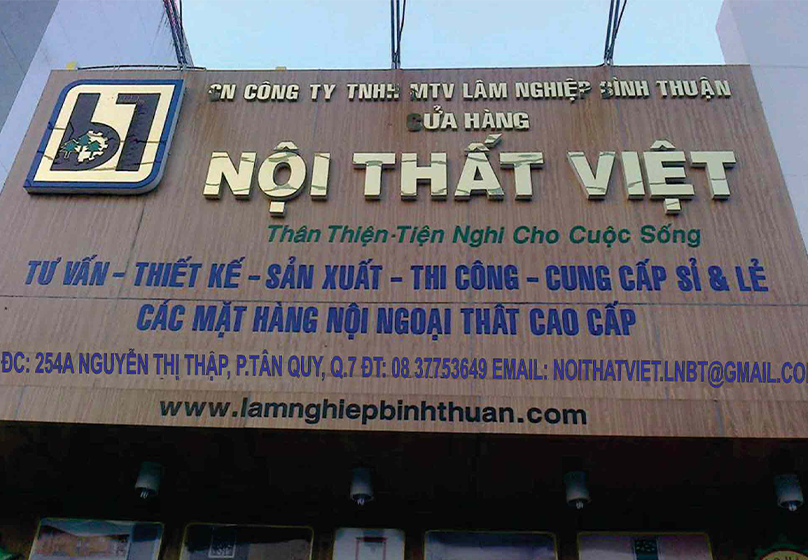 bT
CN CÔNG TY TNHH MTV LÂM NGHIỆP BÌNH THUẬN
CỬA HÀNG
NỘI THẤT VIỆT
Thân Thiện-Tiện Nghi Cho Cuộc Sống
TƯ VẤN - THIẾT KẾ - SẢN XUẤT - THI CÔNG - CUNG CẤP SỈ & LẺ
CÁC MẶT HÀNG NỘI NGOẠI THẤT CAO CẤP
ĐC: 254A NGUYỄN THỊ THẬP, P.TÂN QUY, Q.7 ĐT: 08 37753649 EMAIL: NOITHATVIET.LNBT@GMAIL.CO
www.lamnghiepbinhthuan.com